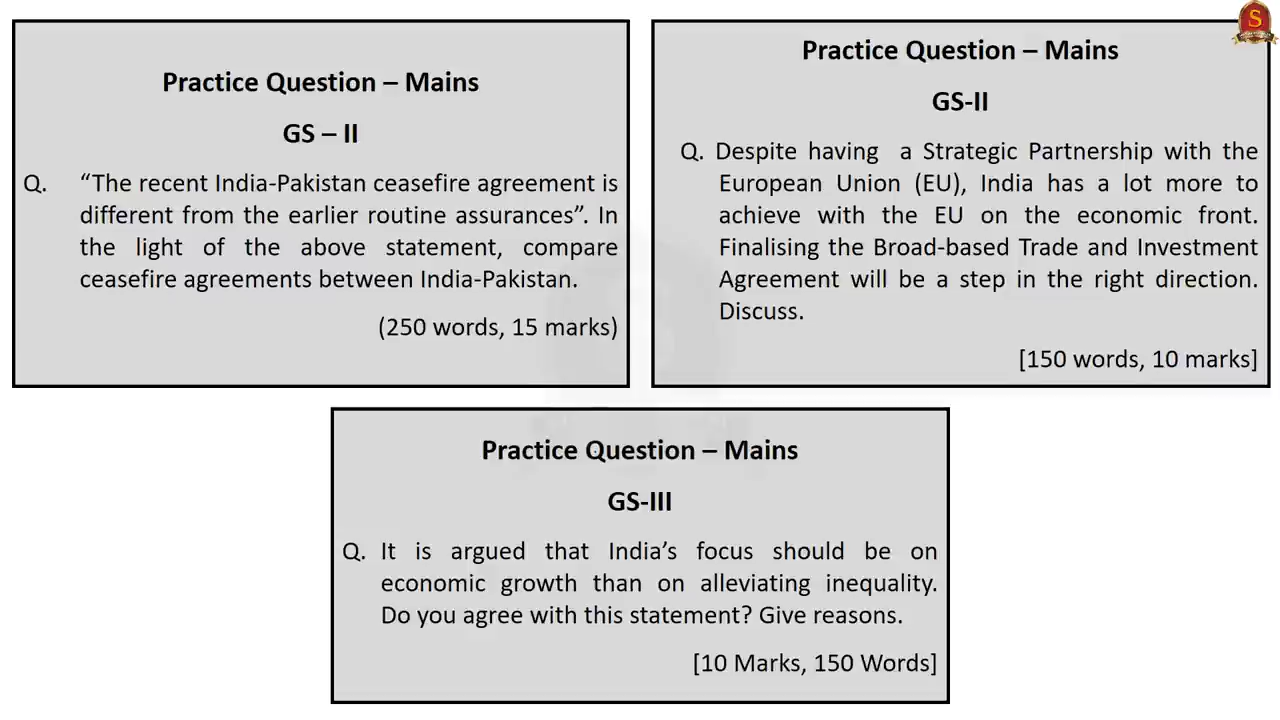 S
Practice Question – Mains
GS – II
Q. “The recent India-Pakistan ceasefire agreement is
different from the earlier routine assurances”. In
the light of the above statement, compare
ceasefire agreements between India-Pakistan.
(250 words, 15 marks)
Practice Question – Mains
GS-II
Q. Despite having a Strategic Partnership with the
European Union (EU), India has a lot more to
achieve with the EU on the economic front.
Finalising the Broad-based Trade and Investment
Agreement will be a step in the right direction.
Discuss.
[150 words, 10 marks]
Practice Question – Mains
GS-III
Q. It is argued that India’s focus should be on
economic growth than on alleviating inequality.
Do you agree with this statement? Give reasons.
[10 Marks, 150 Words]